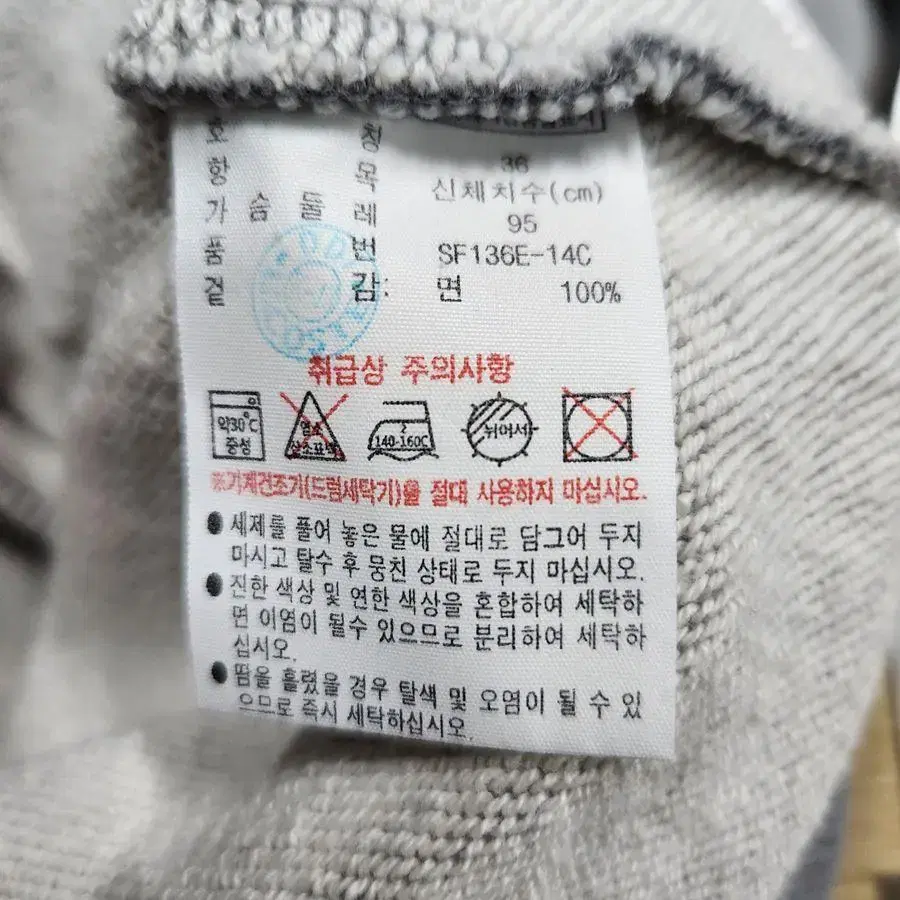 호 칭 36
항 목 신체치수(cm)
가 슴 둘 레 95
품 번 SF136E-14C
겉 감: 면 100%
취급상 주의사항
약30℃ 중성 염소 산소표백 2 140-160C 뉘어서
※기계건조기(드럼세탁기)를 절대 사용하지 마십시오.
● 세제를 풀어 놓은 물에 절대로 담그어 두지
마시고 탈수 후 뭉친 상태로 두지 마십시오.
● 진한 색상 및 연한 색상을 혼합하여 세탁하
면 이염이 될수 있으므로 분리하여 세탁하
십시오.
● 땀을 흘렸을 경우 탈색 및 오염이 될 수 있
으므로 즉시 세탁하십시오.